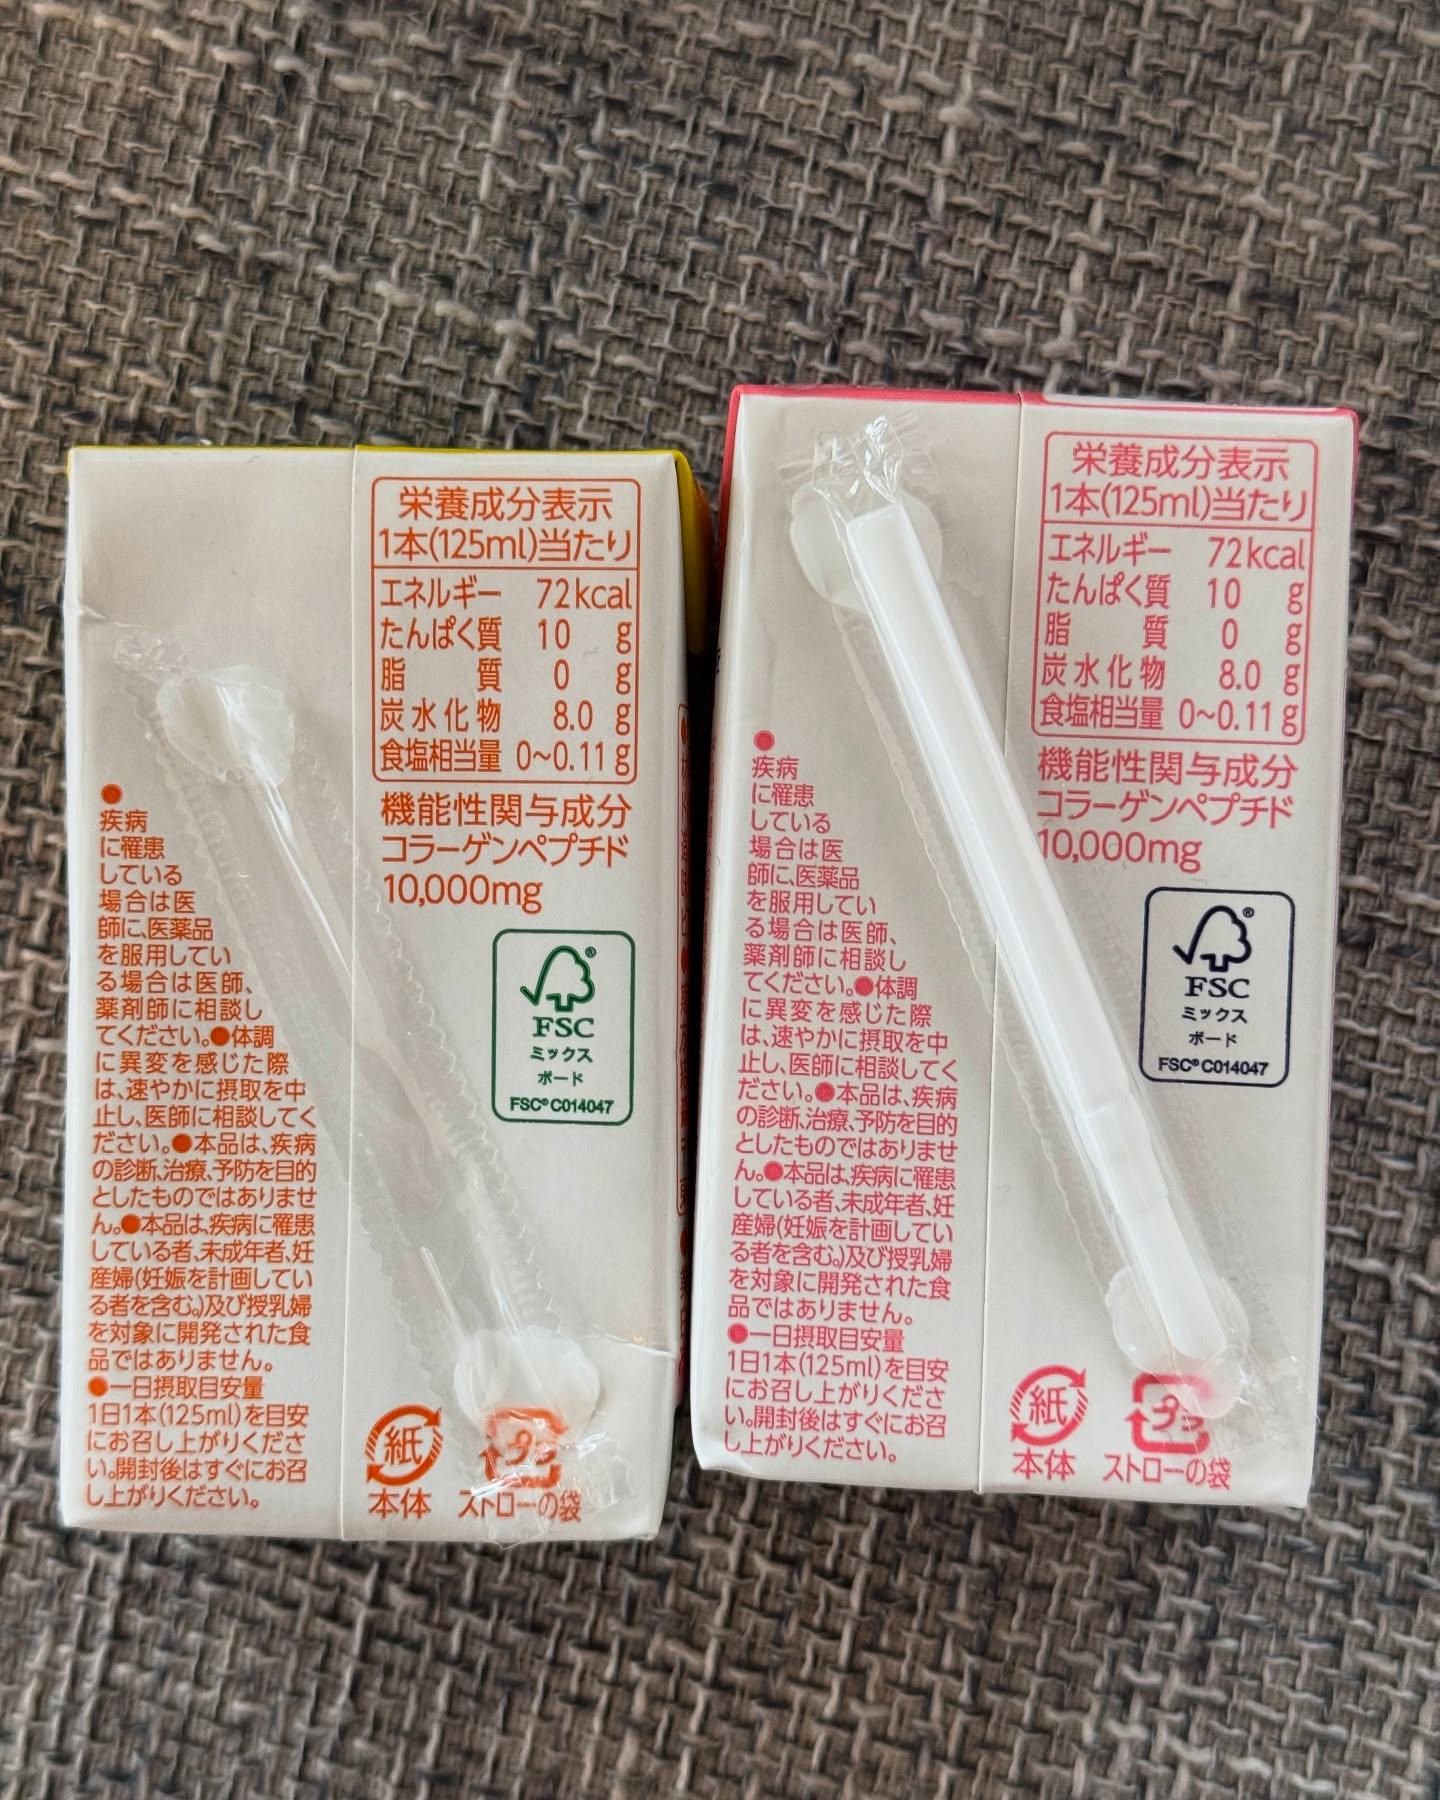 栄養成分表示
1本(125ml)当たり
エネルギー 72kcal
たんぱく質 10 g
脂質 0 g
炭水化物 8.0 g
食塩相当量 0~0.11g
機能性関与成分
コラーゲンペプチド
10,000mg
FSC®
ミックス
ボード
FSC® C014047
●
疾病
に罹患
している
場合は医
師に、医薬品
を服用してい
る場合は医師、
薬剤師に相談し
てください。●体調
に異変を感じた際
は、速やかに摂取を中
止し、医師に相談してく
ださい。●本品は、疾病
の診断、治療、予防を目的
としたものではありませ
ん。●本品は、疾病に罹患
している者、未成年者、妊
産婦(妊娠を計画してい
る者を含む。)及び授乳婦
を対象に開発された食
品ではありません。
●一日摂取目安量
1日1本(125ml)を目安
にお召し上がりくださ
い。開封後はすぐにお召
し上がりください。
紙
本体
プラ
ストローの袋
栄養成分表示
1本(125ml)当たり
エネルギー 72kcal
たんぱく質 10 g
脂質 0 g
炭水化物 8.0 g
食塩相当量 0~0.11g
機能性関与成分
コラーゲンペプチド
10,000mg
FSC®
ミックス
ボード
FSC® C014047
●
疾病
に罹患
している
場合は医
師に、医薬品
を服用してい
る場合は医師、
薬剤師に相談し
てください。●体調
に異変を感じた際
は、速やかに摂取を中
止し、医師に相談してく
ださい。●本品は、疾病
の診断、治療、予防を目的
としたものではありませ
ん。●本品は、疾病に罹患
している者、未成年者、妊
産婦(妊娠を計画してい
る者を含む。)及び授乳婦
を対象に開発された食
品ではありません。
●一日摂取目安量
1日1本(125ml)を目安
にお召し上がりくださ
い。開封後はすぐにお召
し上がりください。
紙
本体
プラ
ストローの袋